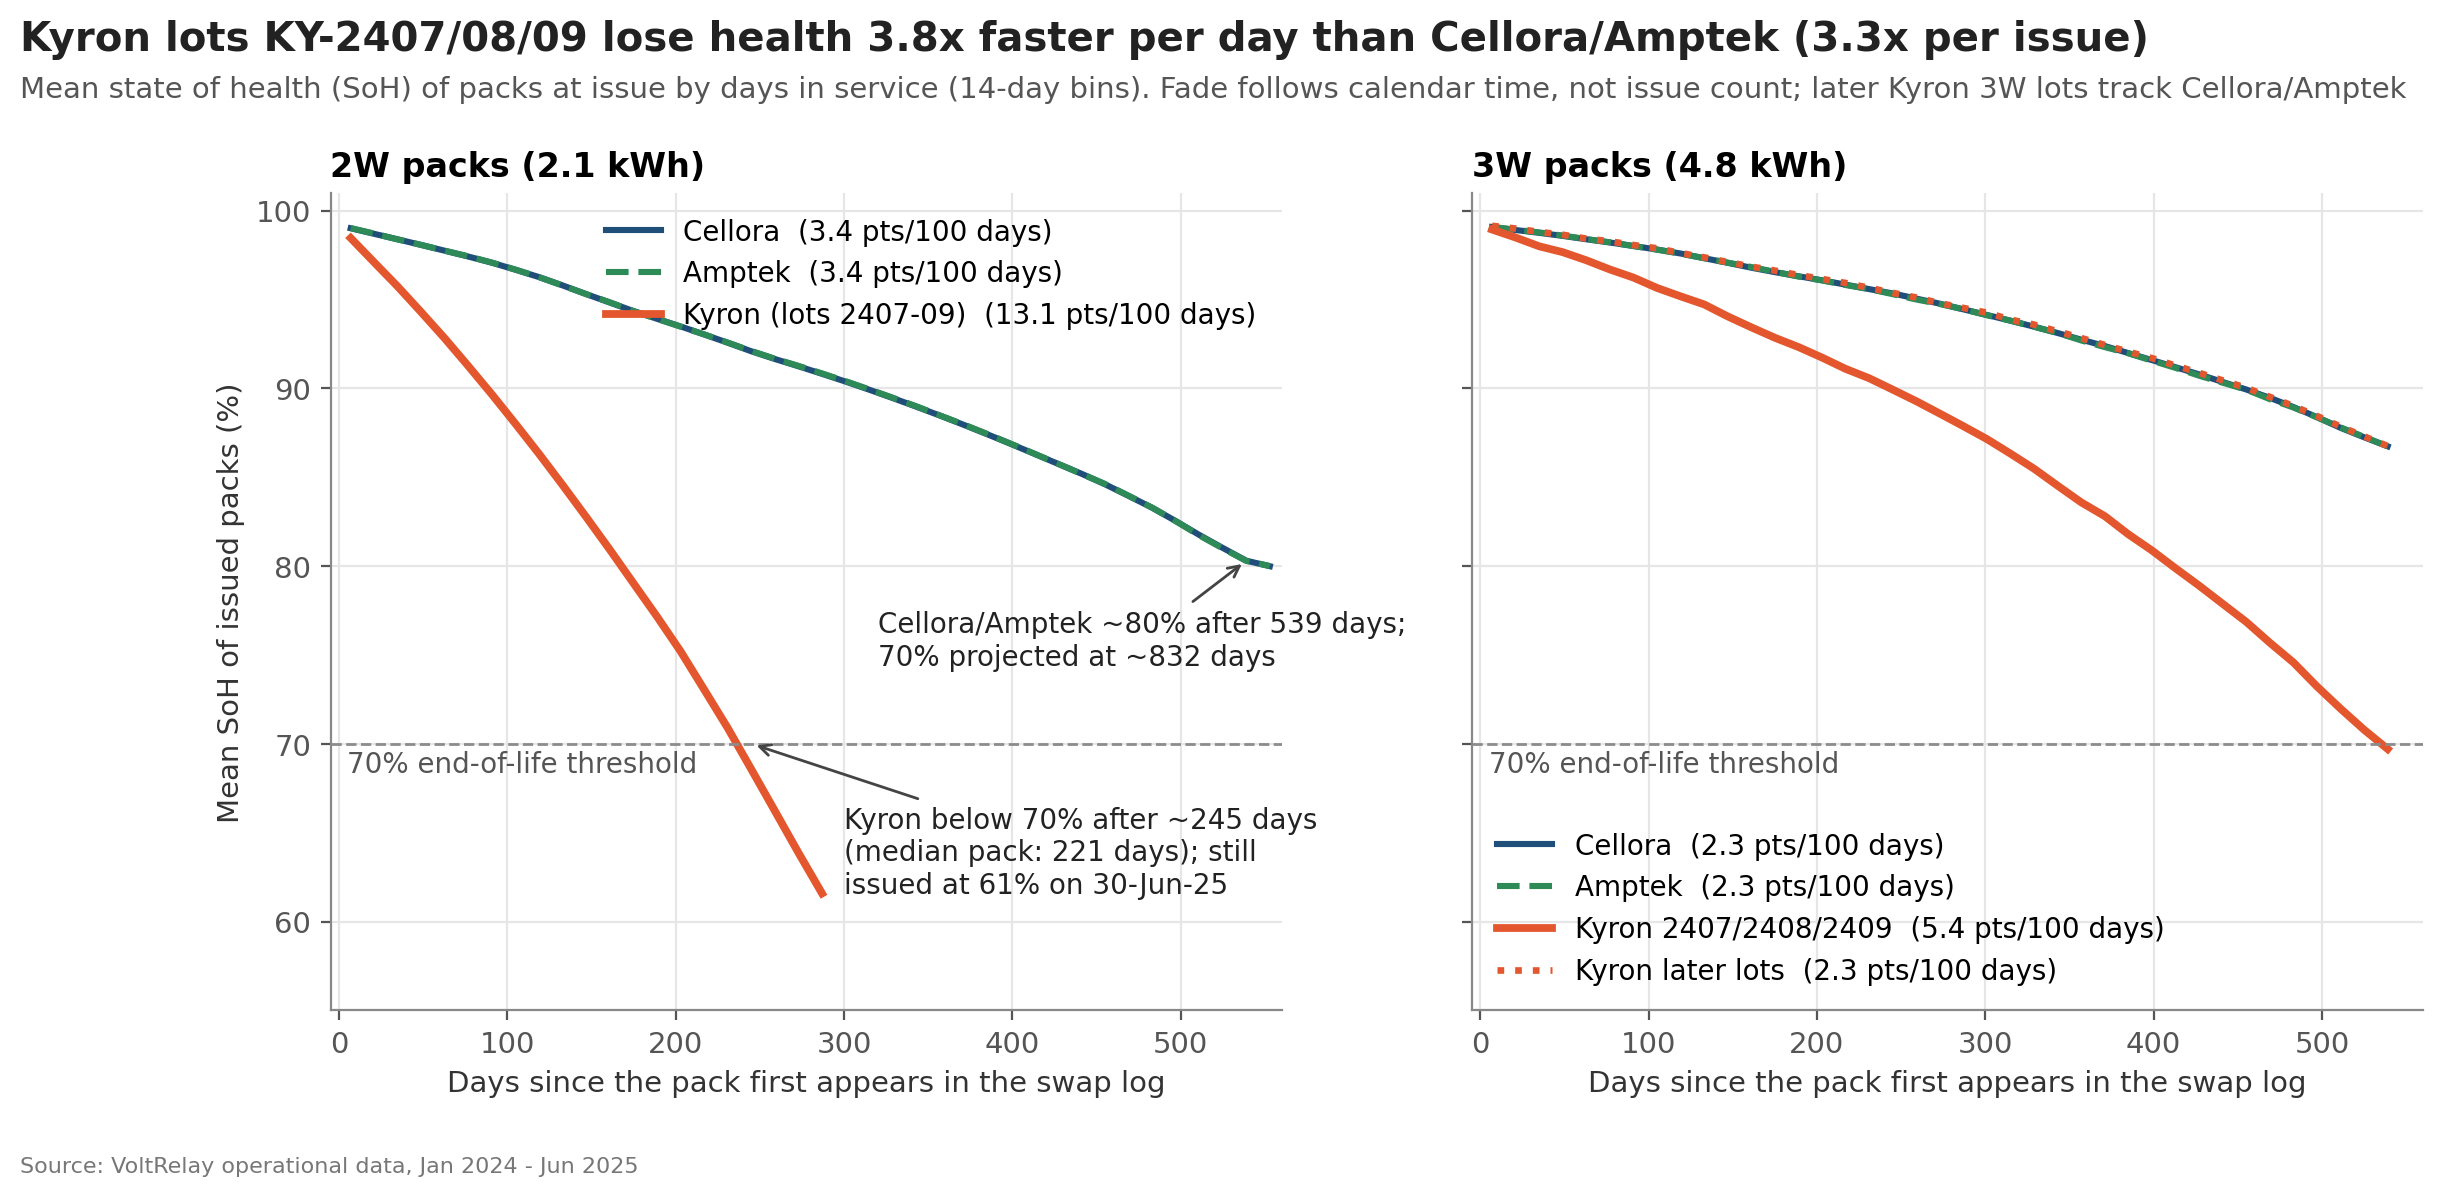 Kyron lots KY-2407/08/09 lose health 3.8x faster per day than Cellora/Amptek (3.3x per issue)
Mean state of health (SoH) of packs at issue by days in service (14-day bins). Fade follows calendar time, not issue count; later Kyron 3W lots track Cellora/Amptek
2W packs (2.1 kWh)
Mean SoH of issued packs (%)
100
90
80
70
60
Cellora (3.4 pts/100 days)
Amptek (3.4 pts/100 days)
Kyron (lots 2407-09) (13.1 pts/100 days)
Cellora/Amptek ~80% after 539 days;
70% projected at ~832 days
70% end-of-life threshold
Kyron below 70% after ~245 days
(median pack: 221 days); still
issued at 61% on 30-Jun-25
0 100 200 300 400 500
Days since the pack first appears in the swap log
3W packs (4.8 kWh)
70% end-of-life threshold
Cellora (2.3 pts/100 days)
Amptek (2.3 pts/100 days)
Kyron 2407/2408/2409 (5.4 pts/100 days)
Kyron later lots (2.3 pts/100 days)
0 100 200 300 400 500
Days since the pack first appears in the swap log
Source: VoltRelay operational data, Jan 2024 - Jun 2025